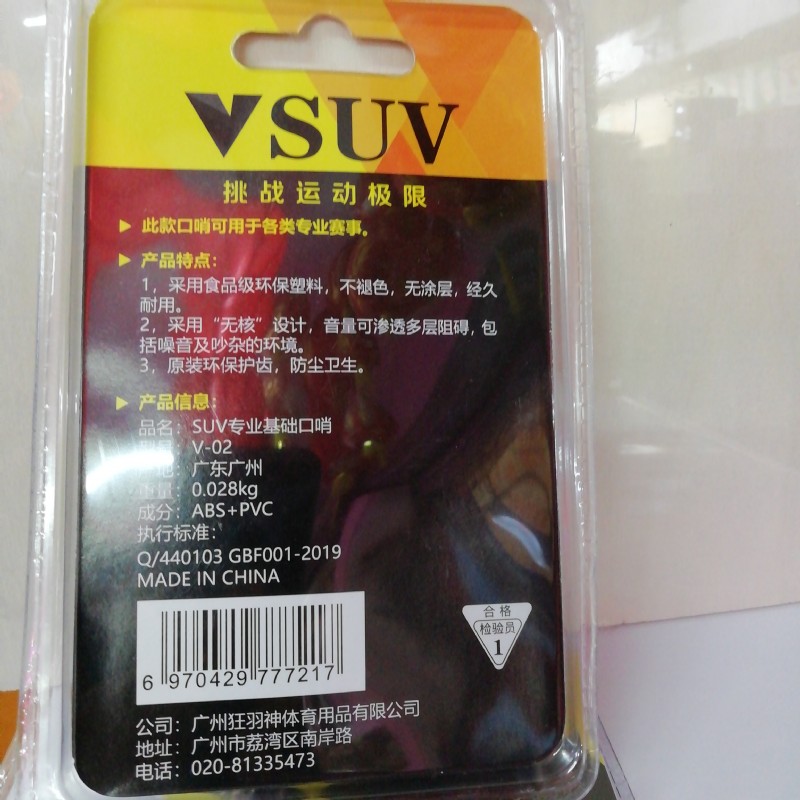 VSUV
挑战运动极限
▶ 此款口哨可用于各类专业赛事。
▶ 产品特点：
1，采用食品级环保塑料，不褪色，无涂层，经久
耐用。
2，采用“无核”设计，音量可渗透多层阻碍，包
括噪音及吵杂的环境。
3，原装环保护齿，防尘卫生。
▶ 产品信息：
品名：SUV专业基础口哨
V-02
地：广东广州
重量：0.028kg
成分：ABS+PVC
执行标准：
Q/440103 GBF001-2019
MADE IN CHINA
合格
检验员
1
6 970429 777217
公司：广州狂羽神体育用品有限公司
地址：广州市荔湾区南岸路
电话：020-81335473